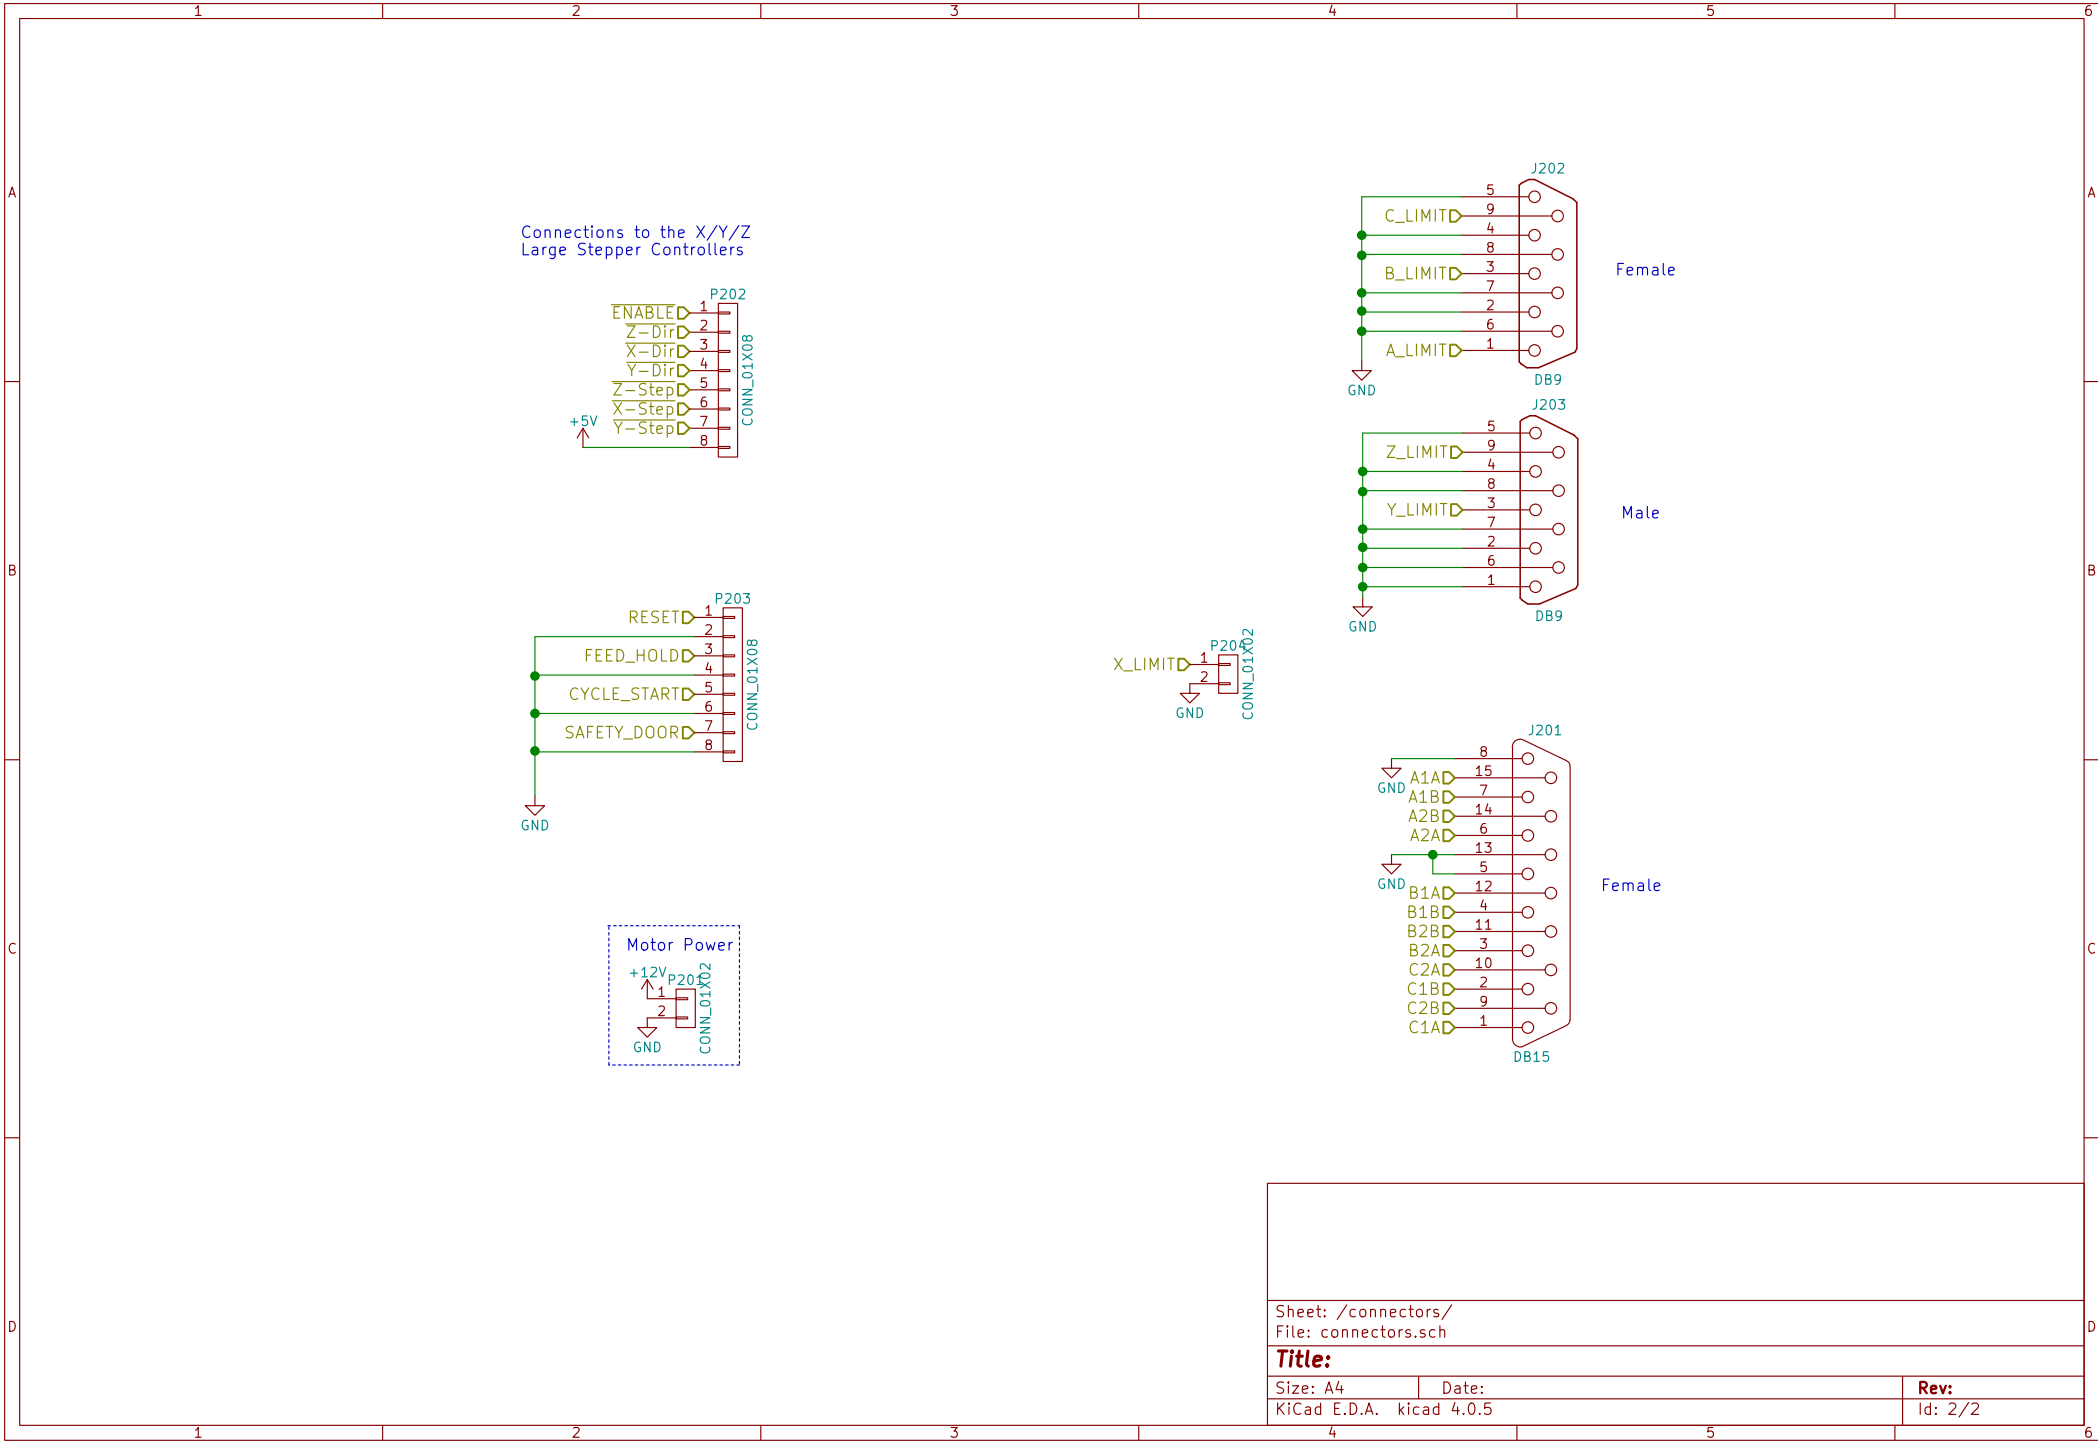 1 2 3 4 5 6
A A
B B
C C
D D
Connections to the X/Y/Z
Large Stepper Controllers
P202
ENABLE 1
Z-Dir 2
X-Dir 3
Y-Dir 4
Z-Step 5
X-Step 6
Y-Step 7
+5V 8
CONN_01X08
P203
RESET 1
2
FEED_HOLD 3
4
CYCLE_START 5
6
SAFETY_DOOR 7
8
CONN_01X08
GND
Motor Power
+12V P201
1
2
CONN_01X02
GND
X_LIMIT 1
2
P204
CONN_01X02
GND
J202
5
C_LIMIT 9
4
8
B_LIMIT 3
7
2
6
A_LIMIT 1
GND
DB9
Female
J203
5
Z_LIMIT 9
4
8
Y_LIMIT 3
7
2
6
1
GND
DB9
Male
J201
8
GND
A1A 15
A1B 7
A2B 14
A2A 6
13
5
GND
B1A 12
B1B 4
B2B 11
B2A 3
C2A 10
C1B 2
C2B 9
C1A 1
DB15
Female
Sheet: /connectors/
File: connectors.sch
Title:
Size: A4 Date: Rev:
KiCad E.D.A. kicad 4.0.5 Id: 2/2
1 2 3 4 5 6